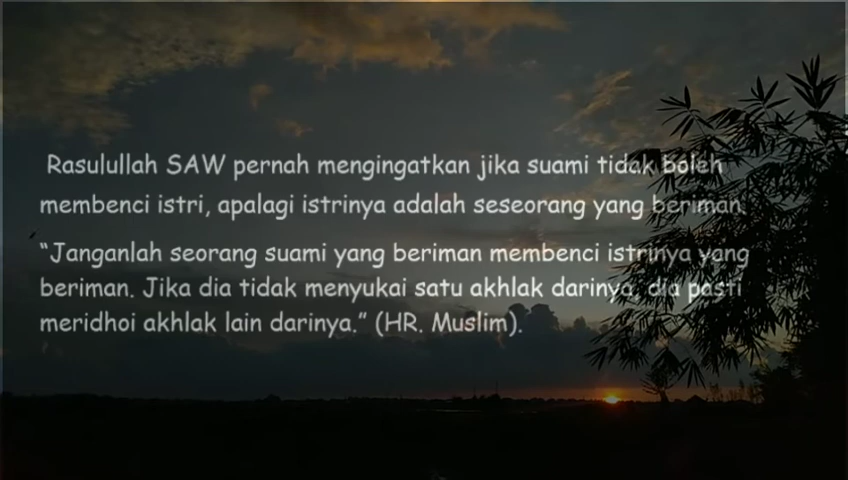 Rasulullah SAW pernah mengingatkan jika suami tidak boleh
membenci istri, apalagi istrinya adalah seseorang yang beriman.
“Janganlah seorang suami yang beriman membenci istrinya yang
beriman. Jika dia tidak menyukai satu akhlak darinya, dia pasti
meridhoi akhlak lain darinya.” (HR. Muslim).